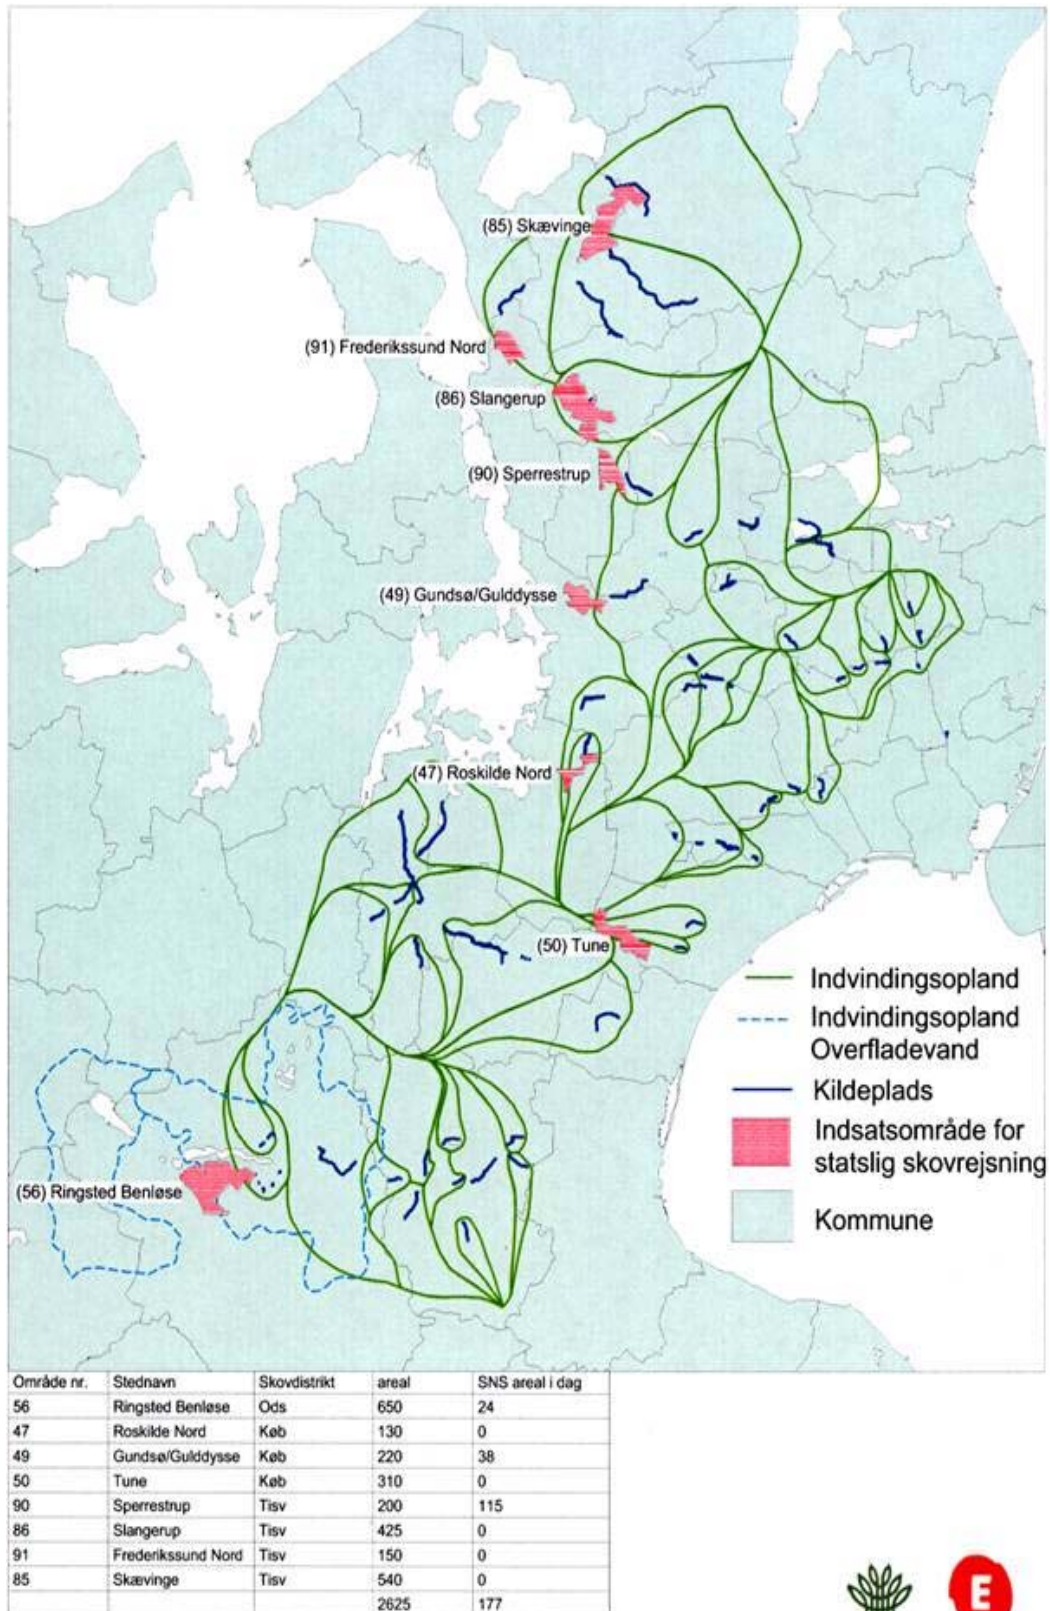 (85) Skævinge
(91) Frederikssund Nord
(86) Slangerup
(90) Sperrestrup
(49) Gundsø/Gulddysse
(47) Roskilde Nord
(50) Tune
(56) Ringsted Benløse
Indvindingsopland
Indvindingsopland
Overfladevand
Kildeplads
Indsatsområde for
statslig skovrejsning
Kommune
Område nr. Stednavn Skovdistrikt areal SNS areal i dag
56 Ringsted Benløse Ods 650 24
47 Roskilde Nord Køb 130 0
49 Gundsø/Gulddysse Køb 220 38
50 Tune Køb 310 0
90 Sperrestrup Tisv 200 115
86 Slangerup Tisv 425 0
91 Frederikssund Nord Tisv 150 0
85 Skævinge Tisv 540 0
2625 177
E